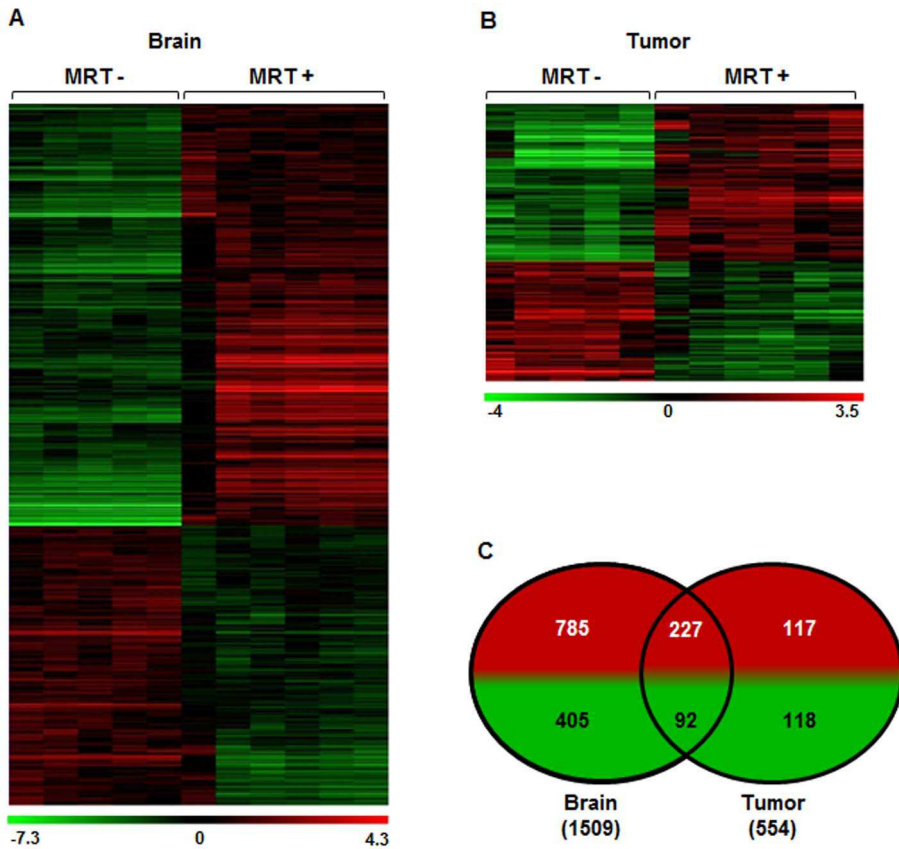 A
Brain
MRT - MRT +
-7.3 0 4.3
B
Tumor
MRT - MRT +
-4 0 3.5
C
785 227 117
405 92 118
Brain Tumor
(1509) (554)